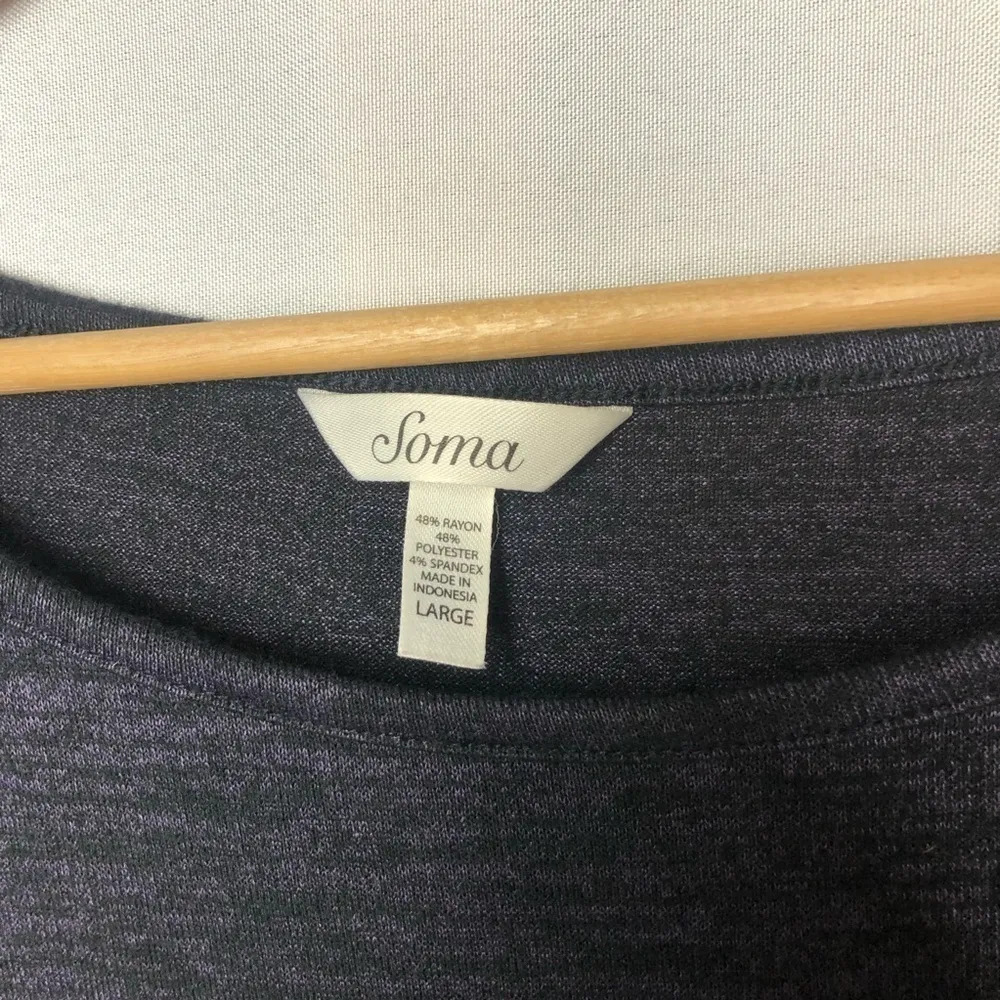 Soma
48% RAYON
48%
POLYESTER
4% SPANDEX
MADE IN
INDONESIA
LARGE